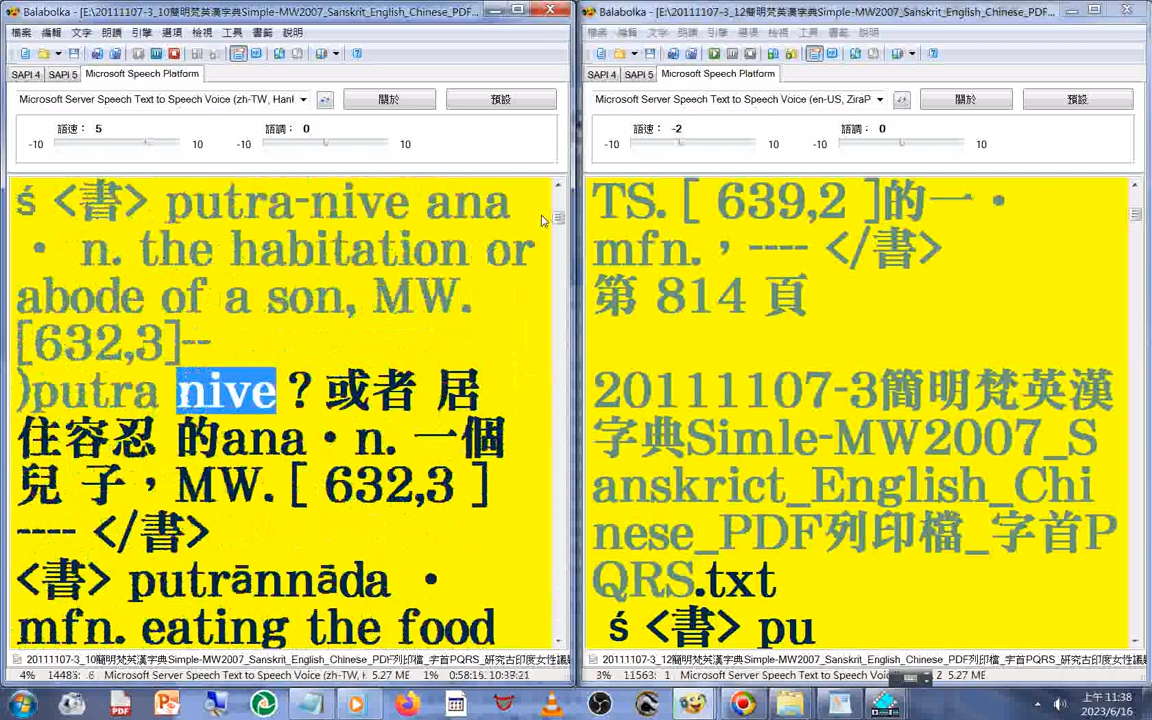 Balabolka - [E:\20111107-3_10簡明梵英漢字典Simple-MW2007_Sanskrit_English_Chinese_PDF...
檔案 編輯 文字 朗讀 引擎 選項 檢視 工具 書籤 說明
SAPI 4 SAPI 5 Microsoft Speech Platform
Microsoft Server Speech Text to Speech Voice (zh-TW, Hanl
關於 預設
語速： 5 語調： 0
-10 10 -10 10
ś <書> putra-nive ana
• n. the habitation or
abode of a son, MW.
[632,3]--
)putra nive ？或者 居
住容忍 的ana • n. 一個
兒 子，MW. [ 632,3 ]
---- </書>
<書> putrānnāda •
mfn. eating the food
20111107-3_10簡明梵英漢字典Simple-MW2007_Sanskrit_English_Chinese_PDF列印檔_字首PQRS_研究古印度女性議
4% 14483: .6 Microsoft Server Speech Text to Speech Voice (zh-TW, H 5.27 ME 1% 0:58:19. 10:39:21
Balabolka - [E:\20111107-3_12簡明梵英漢字典Simple-MW2007_Sanskrit_English_Chinese_PDF...
檔案 編輯 文字 朗讀 引擎 選項 檢視 工具 書籤 說明
SAPI 4 SAPI 5 Microsoft Speech Platform
Microsoft Server Speech Text to Speech Voice (en-US, ZiraP
關於 預設
語速： -2 語調： 0
-10 10 -10 10
TS. [ 639,2 ]的一 •
mfn.，---- </書>
第 814 頁
20111107-3簡明梵英漢
字典Simle-MW2007_S
anskrict_English_Chi
nese_PDF列印檔_字首P
QRS.txt
ś <書> pu
20111107-3_12簡明梵英漢字典Simple-MW2007_Sanskrit_English_Chinese_PDF列印檔_字首PQRS_研究古印度女性議
3% 11563: 1 Microsoft Server Speech Text to Speech Voice 5.27 ME
上午 11:38
2023/6/16